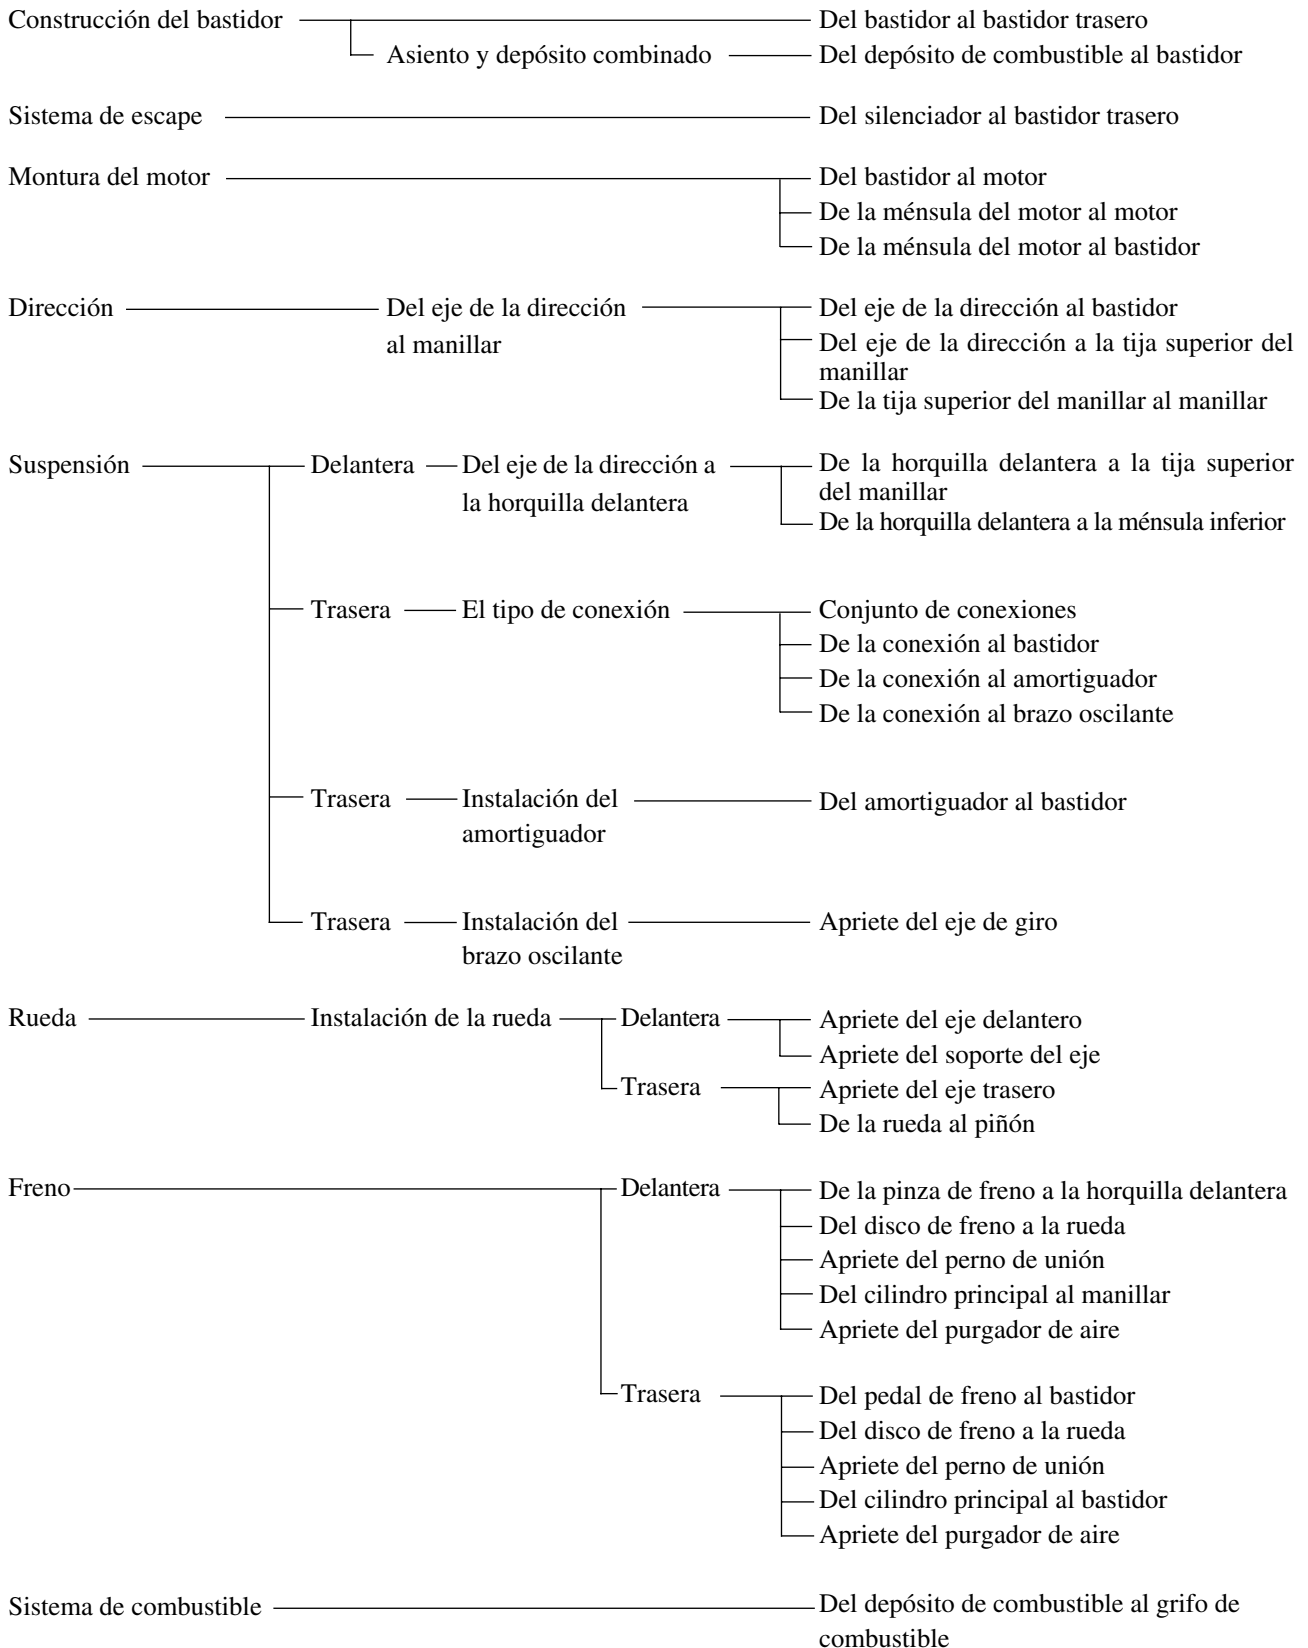 Construcción del bastidor Del bastidor al bastidor trasero
Asiento y depósito combinado Del depósito de combustible al bastidor
Sistema de escape Del silenciador al bastidor trasero
Montura del motor Del bastidor al motor
De la ménsula del motor al motor
De la ménsula del motor al bastidor
Dirección Del eje de la dirección al manillar Del eje de la dirección al bastidor
Del eje de la dirección a la tija superior del
manillar
De la tija superior del manillar al manillar
Suspensión Delantera Del eje de la dirección a
la horquilla delantera
De la horquilla delantera a la tija superior
del manillar
De la horquilla delantera a la ménsula inferior
Trasera El tipo de conexión Conjunto de conexiones
De la conexión al bastidor
De la conexión al amortiguador
De la conexión al brazo oscilante
Trasera Instalación del
amortiguador
Del amortiguador al bastidor
Trasera Instalación del
brazo oscilante
Apriete del eje de giro
Rueda Instalación de la rueda Delantera Apriete del eje delantero
Apriete del soporte del eje
Trasera Apriete del eje trasero
De la rueda al piñón
Freno Delantera De la pinza de freno a la horquilla delantera
Del disco de freno a la rueda
Apriete del perno de unión
Del cilindro principal al manillar
Apriete del purgador de aire
Trasera Del pedal de freno al bastidor
Del disco de freno a la rueda
Apriete del perno de unión
Del cilindro principal al bastidor
Apriete del purgador de aire
Sistema de combustible Del depósito de combustible al grifo de
combustible